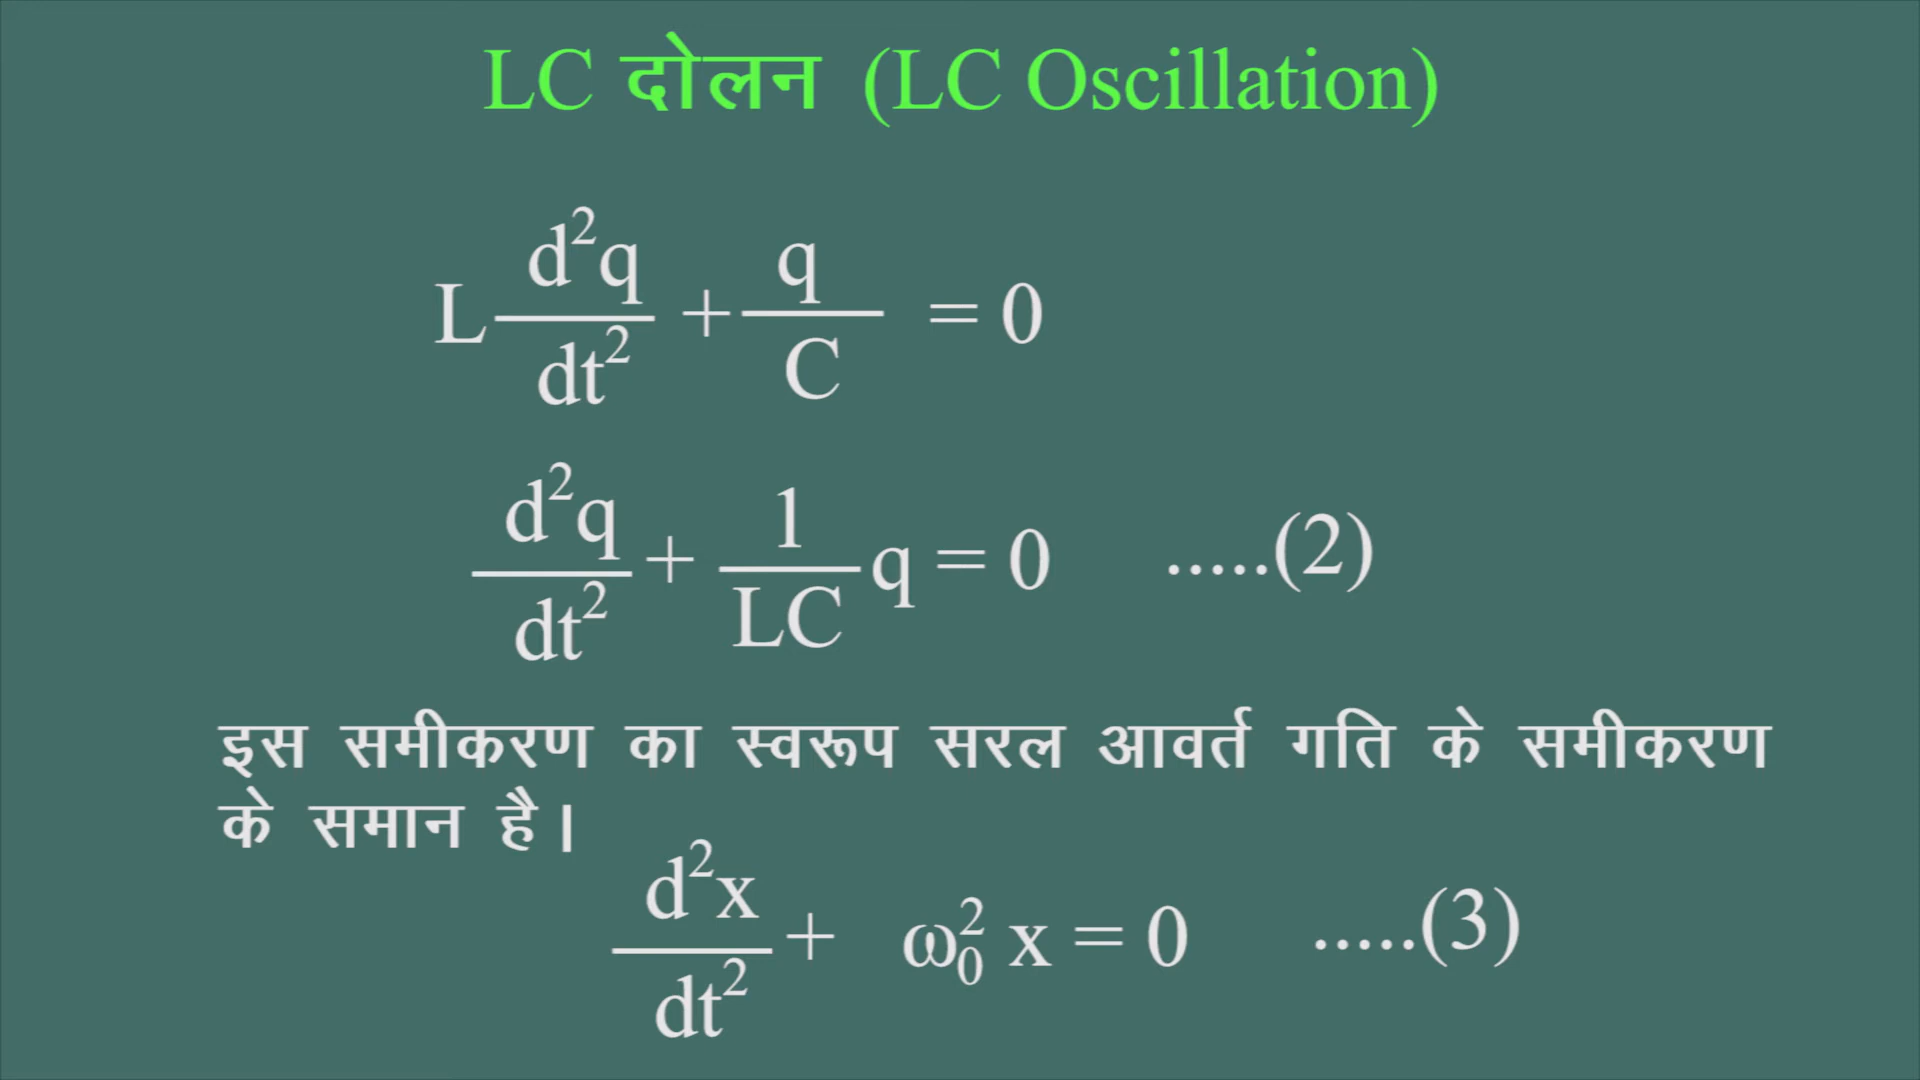 LC दोलन (LC Oscillation)
L d²q/dt² + q/C = 0
d²q/dt² + 1/LC q = 0 .....(2)
इस समीकरण का स्वरूप सरल आवर्त गति के समीकरण
के समान है।
d²x/dt² + ω₀² x = 0 .....(3)